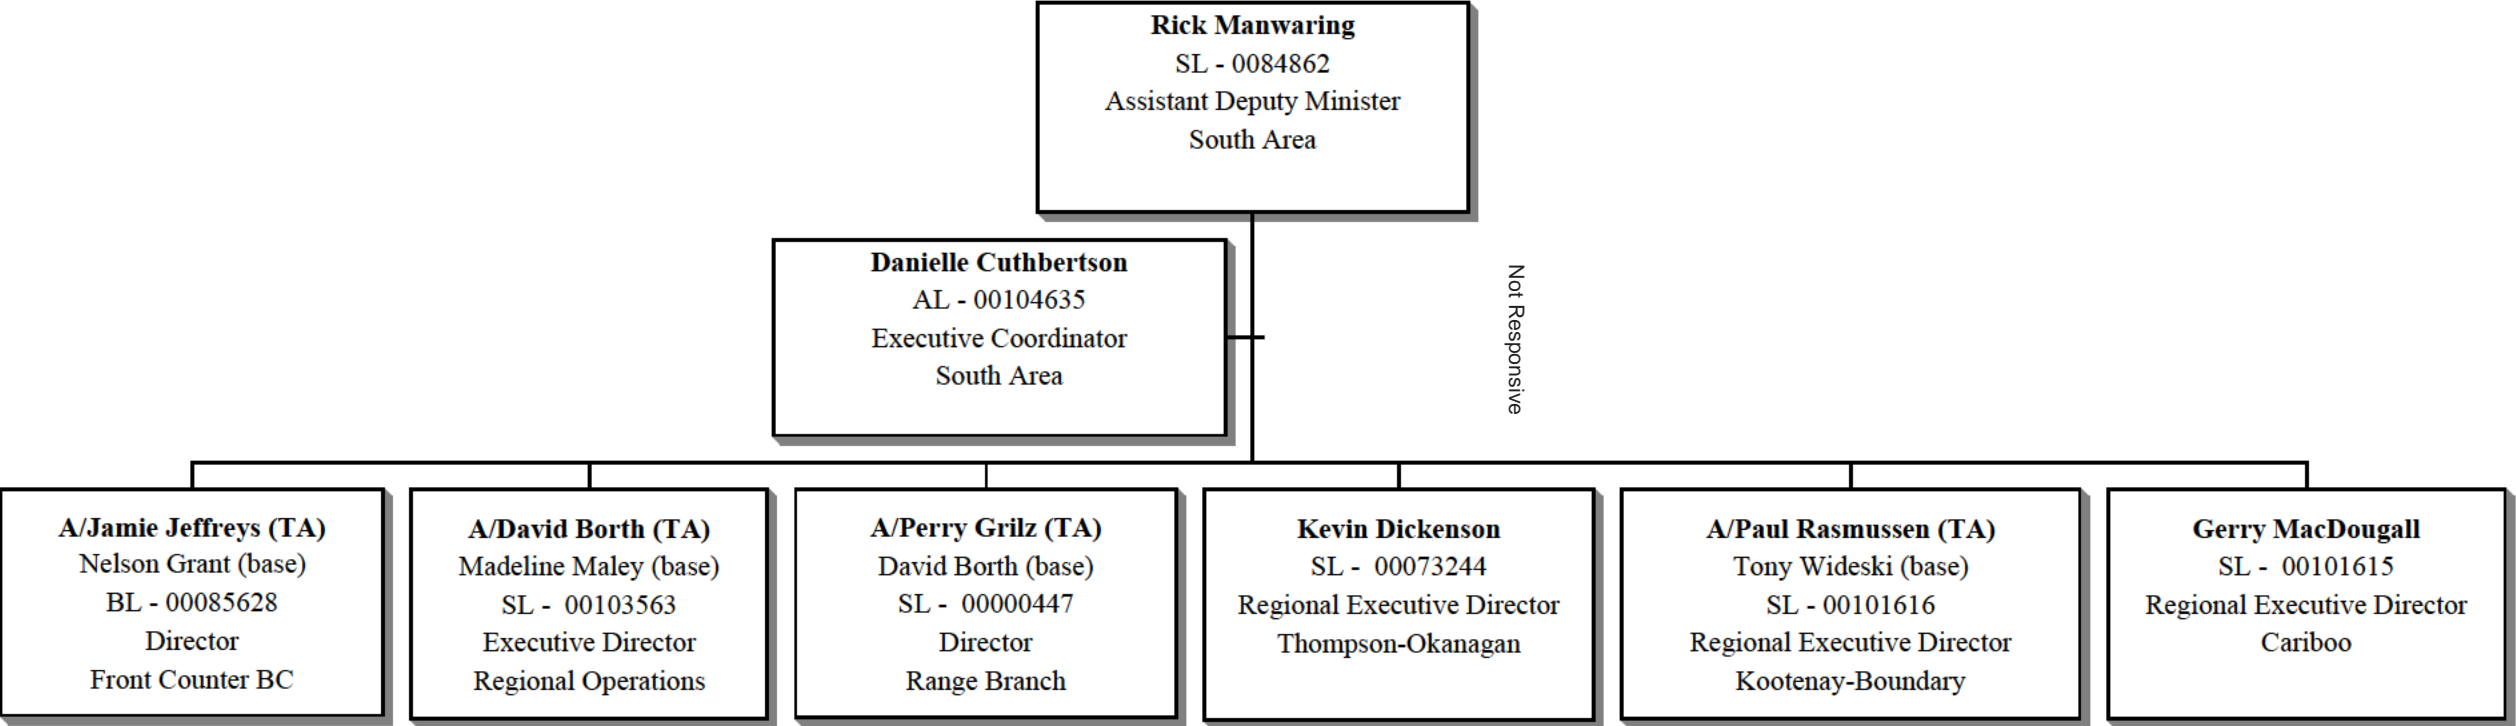 Rick Manwaring
SL - 0084862
Assistant Deputy Minister
South Area
Danielle Cuthbertson
AL - 00104635
Executive Coordinator
South Area
Not Responsive
A/Jamie Jeffreys (TA)
Nelson Grant (base)
BL - 00085628
Director
Front Counter BC
A/David Borth (TA)
Madeline Maley (base)
SL -  00103563
Executive Director
Regional Operations
A/Perry Grilz (TA)
David Borth (base)
SL -  00000447
Director
Range Branch
Kevin Dickenson
SL -  00073244
Regional Executive Director
Thompson-Okanagan
A/Paul Rasmussen (TA)
Tony Wideski (base)
SL - 00101616
Regional Executive Director
Kootenay-Boundary
Gerry MacDougall
SL -  00101615
Regional Executive Director
Cariboo